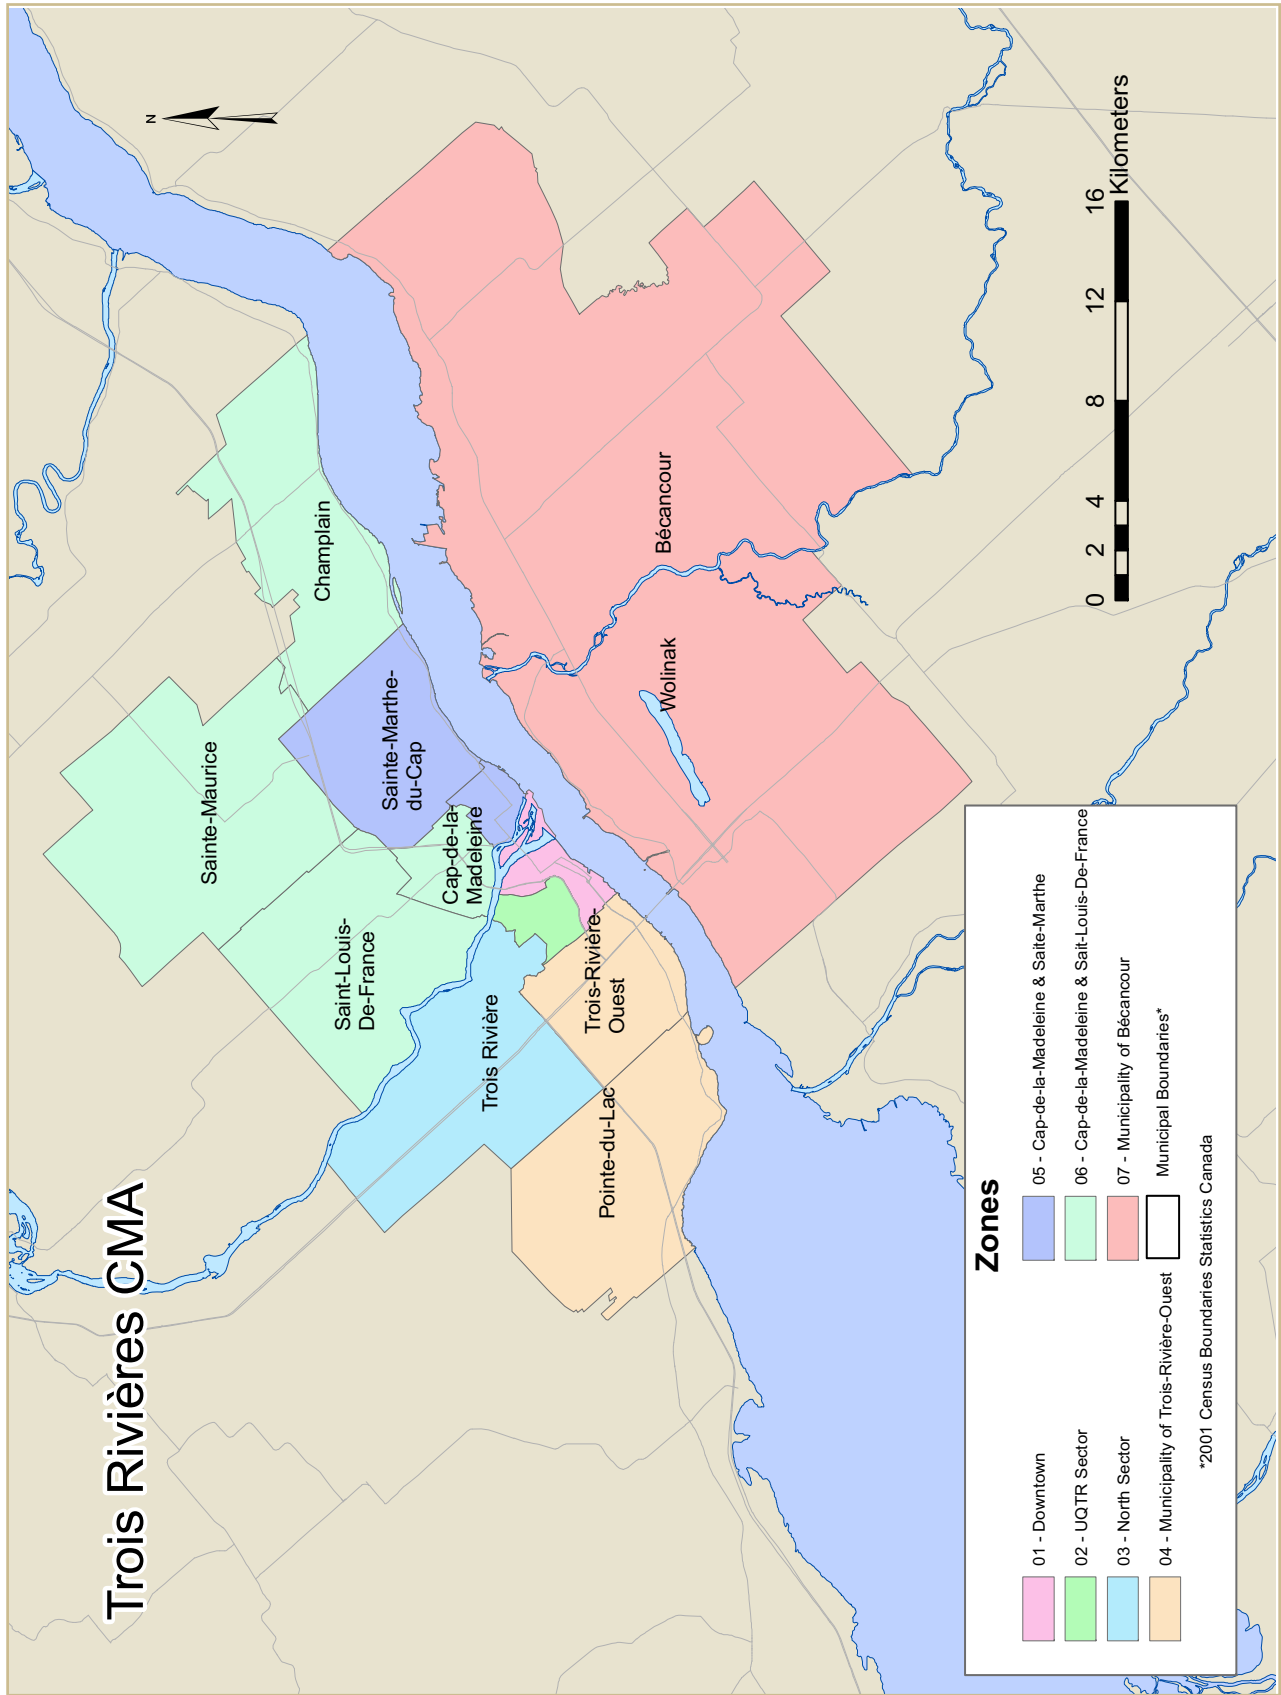 Trois Rivières CMA
N
Sainte-Maurice
Champlain
Saint-Louis-
De-France
Sainte-Marthe-
du-Cap
Cap-de-la-
Madeleine
Trois Rivière
Trois-Rivière-
Ouest
Pointe-du-Lac
Bécancour
Wolinak
0 2 4 8 12 16
Kilometers
Zones
01 - Downtown
02 - UQTR Sector
03 - North Sector
04 - Municipality of Trois-Rivière-Ouest
05 - Cap-de-la-Madeleine & Saite-Marthe
06 - Cap-de-la-Madeleine & Sait-Louis-De-France
07 - Municipality of Bécancour
Municipal Boundaries*
*2001 Census Boundaries Statistics Canada